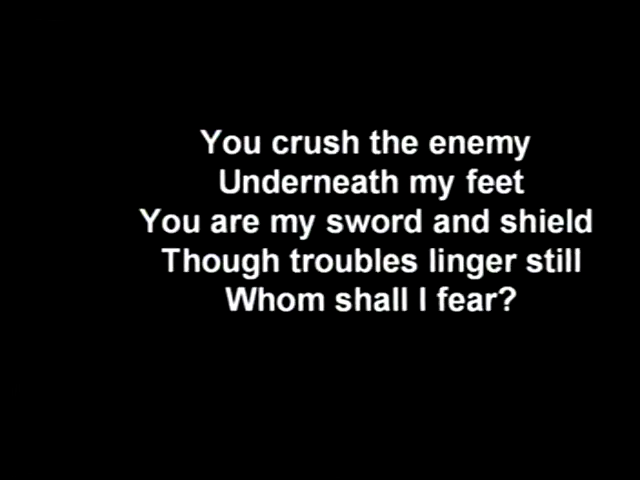 You crush the enemy
Underneath my feet
You are my sword and shield
Though troubles linger still
Whom shall I fear?